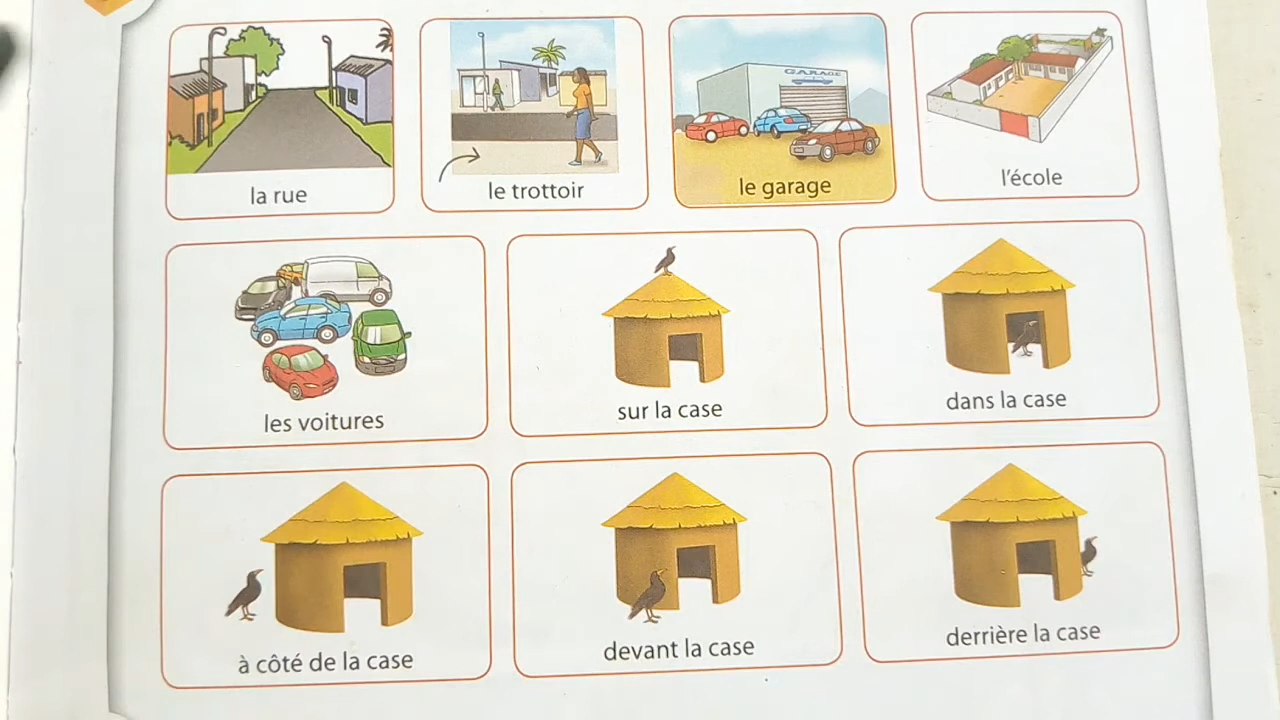 la rue
le trottoir
GARAGE
le garage
l'école
les voitures
sur la case
dans la case
à côté de la case
devant la case
derrière la case